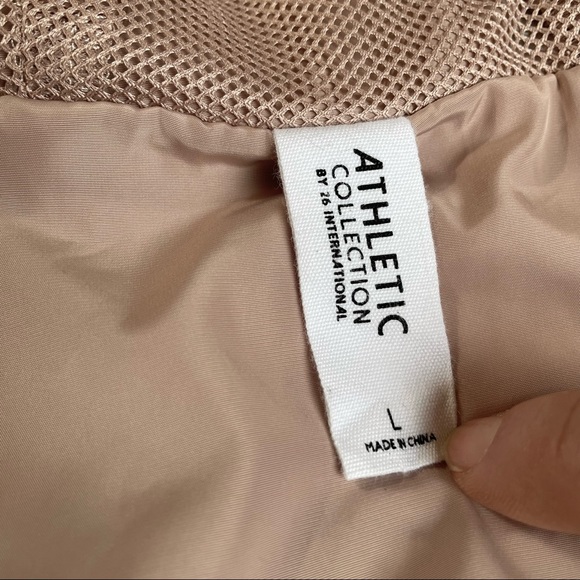 ATHLETIC
COLLECTION
BY 26 INTERNATIONAL
L
MADE IN CHINA